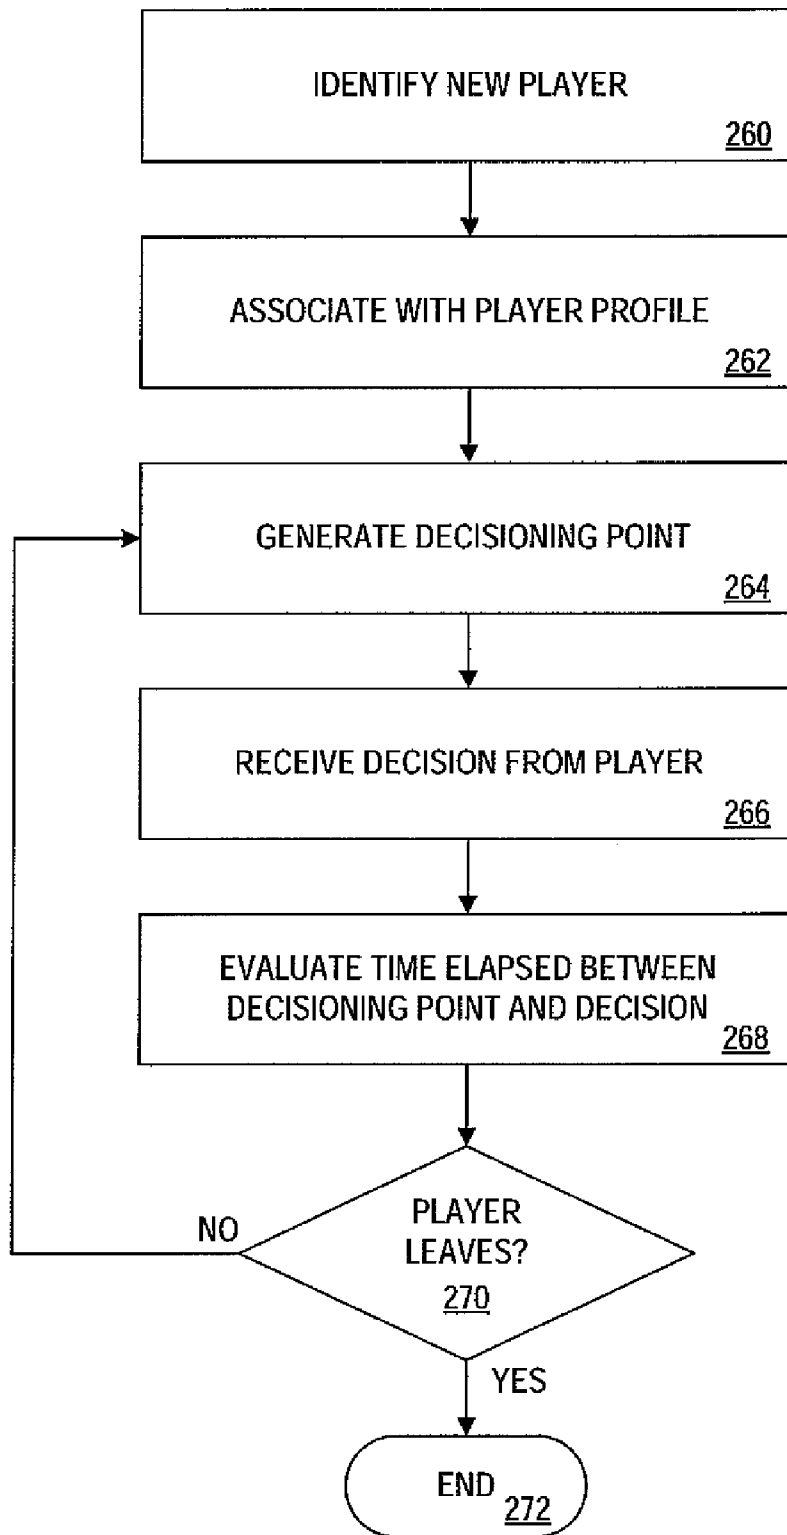 IDENTIFY NEW PLAYER
260
ASSOCIATE WITH PLAYER PROFILE
262
GENERATE DECISIONING POINT
264
RECEIVE DECISION FROM PLAYER
266
EVALUATE TIME ELAPSED BETWEEN
DECISIONING POINT AND DECISION
268
NO
PLAYER
LEAVES?
270
YES
END
272